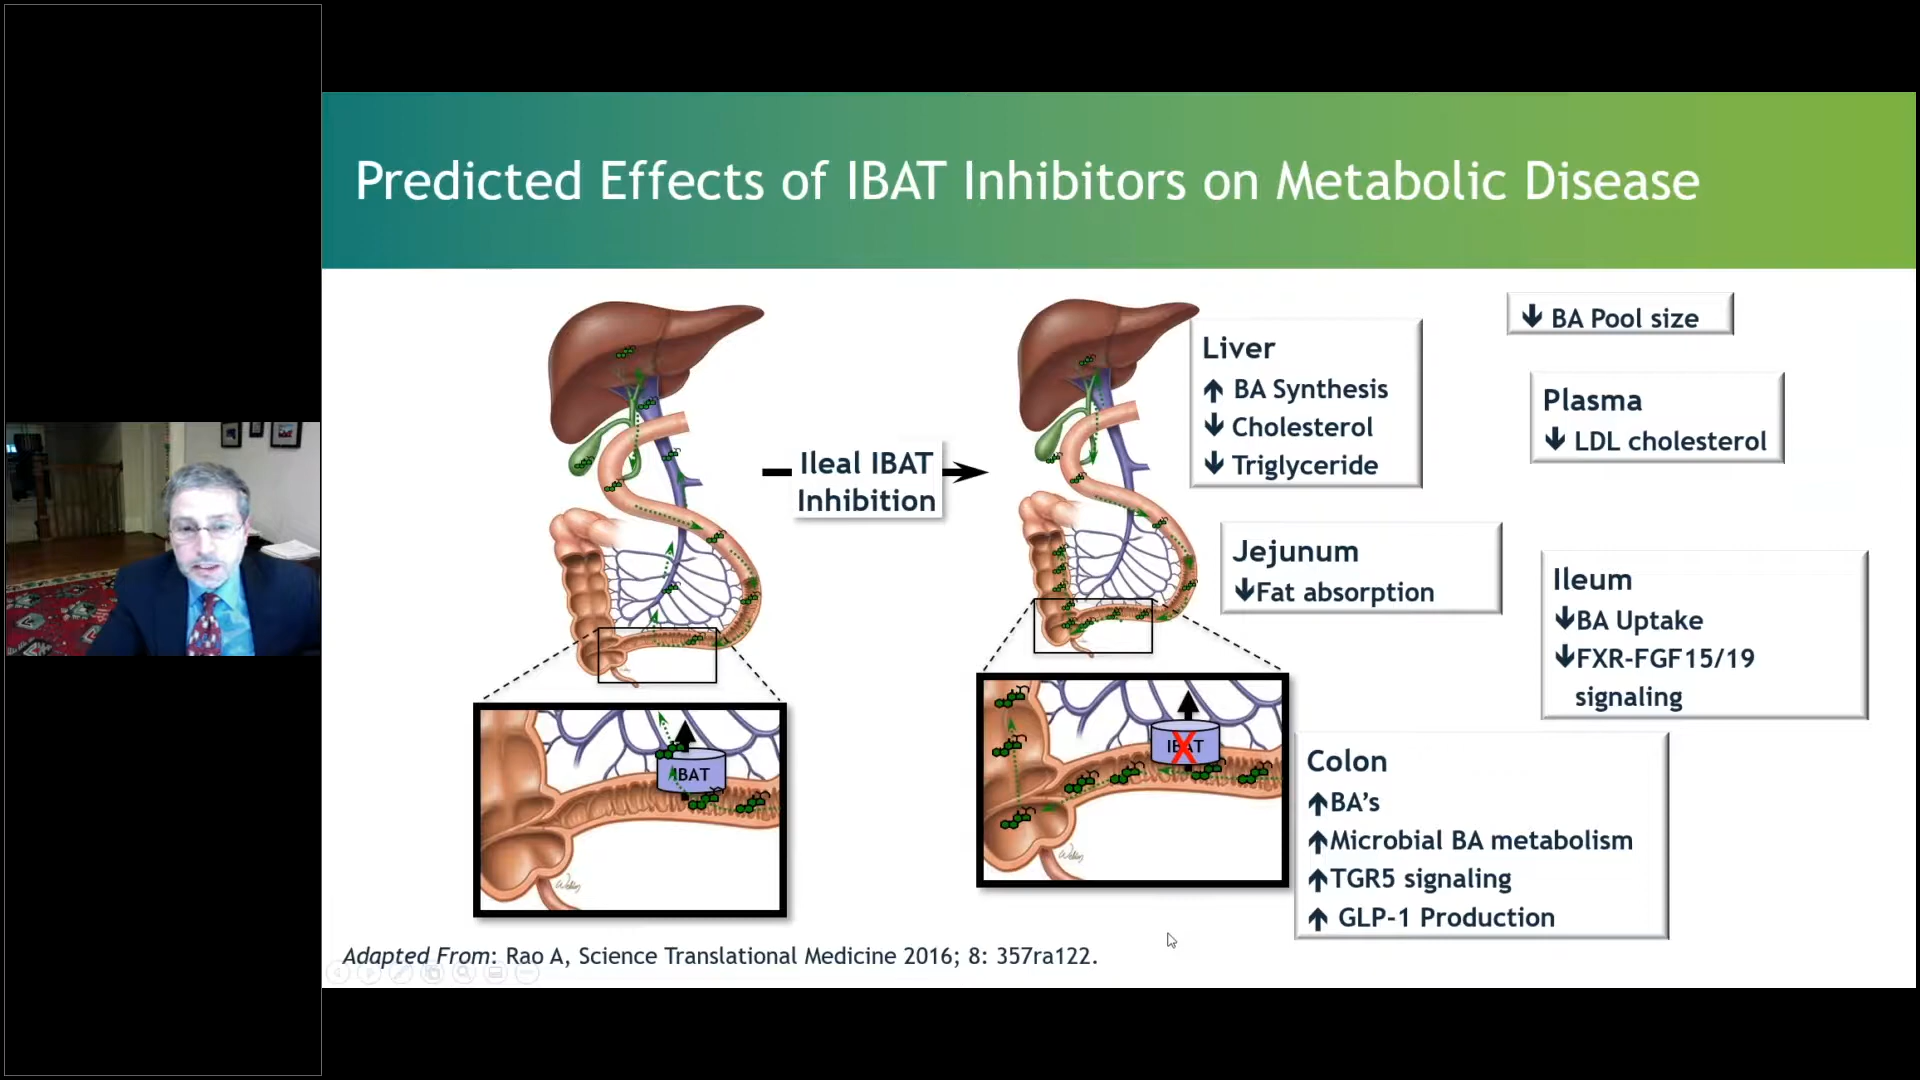 Predicted Effects of IBAT Inhibitors on Metabolic Disease
Ileal IBAT
Inhibition
IBAT
IBAT
Liver
↑ BA Synthesis
↓ Cholesterol
↓ Triglyceride
↓ BA Pool size
Plasma
↓ LDL cholesterol
Jejunum
↓Fat absorption
Ileum
↓BA Uptake
↓FXR-FGF15/19
signaling
Colon
↑BA’s
↑Microbial BA metabolism
↑TGR5 signaling
↑ GLP-1 Production
Adapted From: Rao A, Science Translational Medicine 2016; 8: 357ra122.